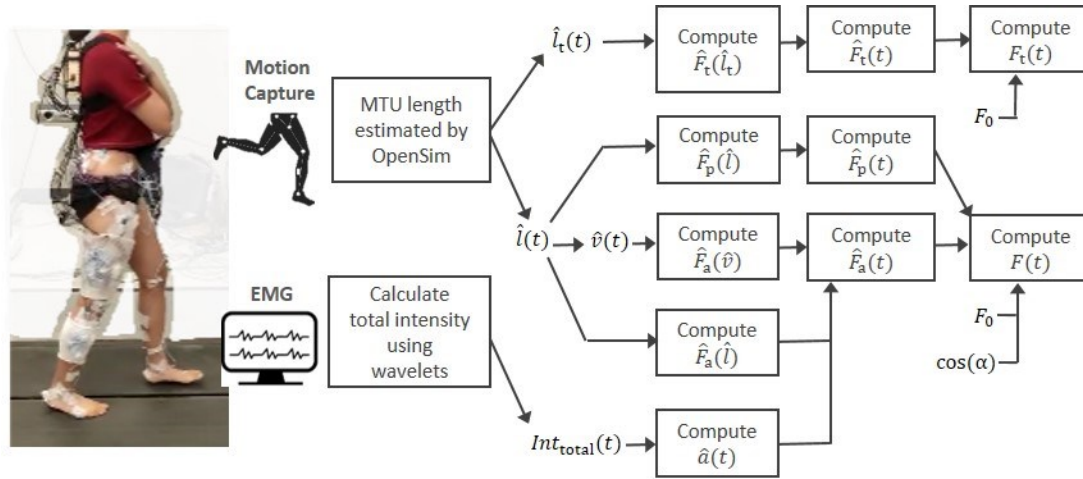 Motion
Capture
MTU length
estimated by
OpenSim
l̂ₜ(t)
Compute
F̂ₜ(l̂ₜ)
Compute
F̂ₜ(t)
Compute
Fₜ(t)
F₀
Compute
F̂ₚ(l̂)
Compute
F̂ₚ(t)
l̂(t)
v̂(t)
Compute
F̂ₐ(v̂)
Compute
F̂ₐ(t)
Compute
F(t)
EMG
Calculate
total intensity
using
wavelets
Compute
F̂ₐ(l̂)
F₀
cos(α)
Int_total(t)
Compute
â(t)